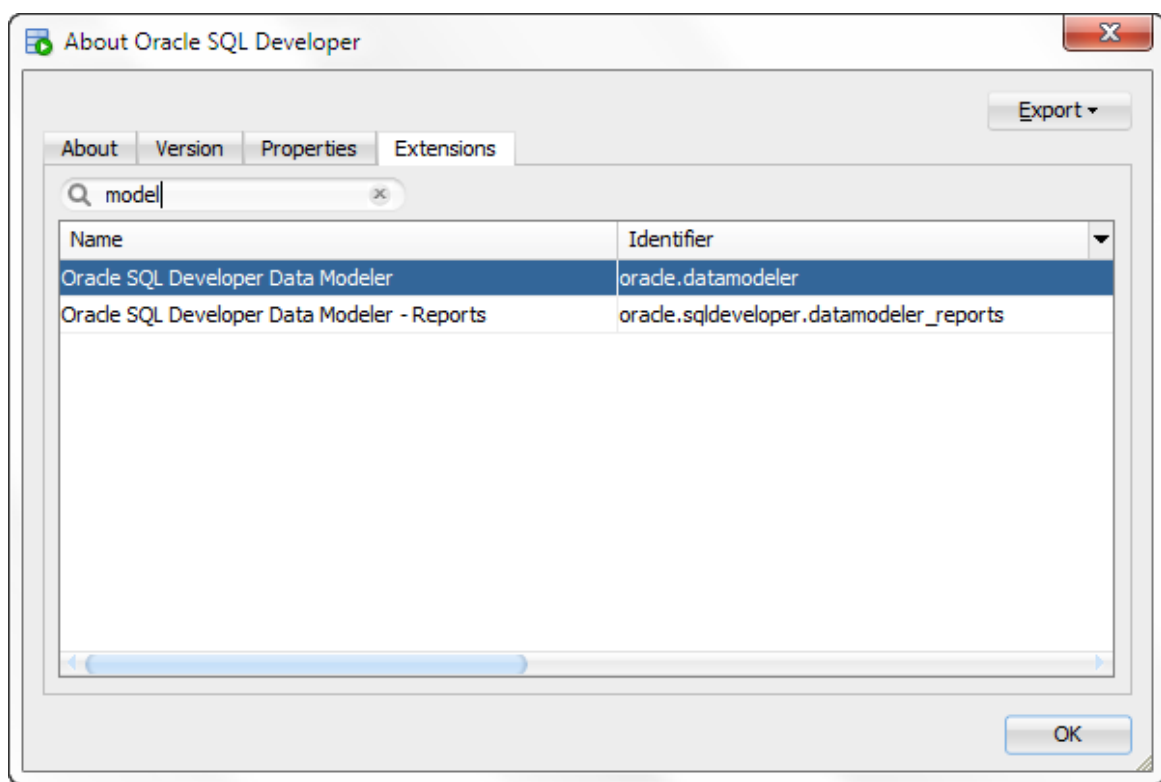 About Oracle SQL Developer
Export
About Version Properties Extensions
model
Name Identifier
Oracle SQL Developer Data Modeler oracle.datamodeler
Oracle SQL Developer Data Modeler - Reports oracle.sqldeveloper.datamodeler_reports
OK